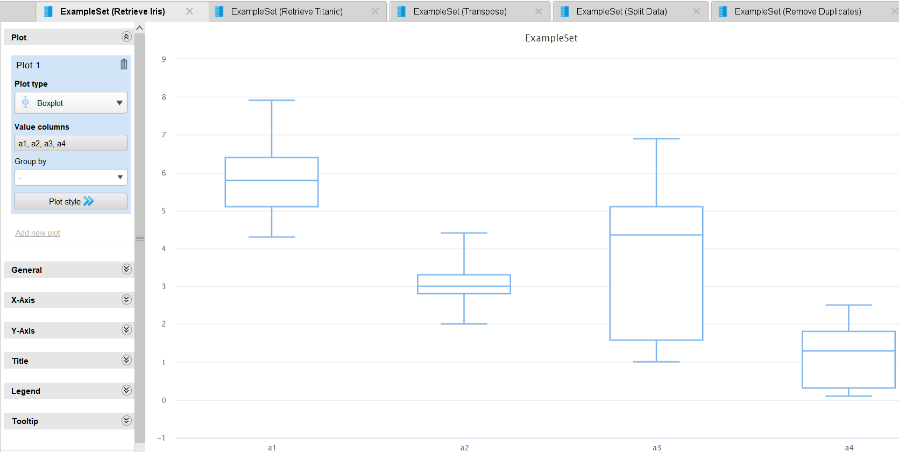 ExampleSet (Retrieve Iris)
ExampleSet (Retrieve Titanic)
ExampleSet (Transpose)
ExampleSet (Split Data)
ExampleSet (Remove Duplicates)
Plot
Plot 1
Plot type
Boxplot
Value columns
a1, a2, a3, a4
Group by
-
Plot style
Add new plot
General
X-Axis
Y-Axis
Title
Legend
Tooltip
ExampleSet
9
8
7
6
5
4
3
2
1
0
-1
a1 a2 a3 a4